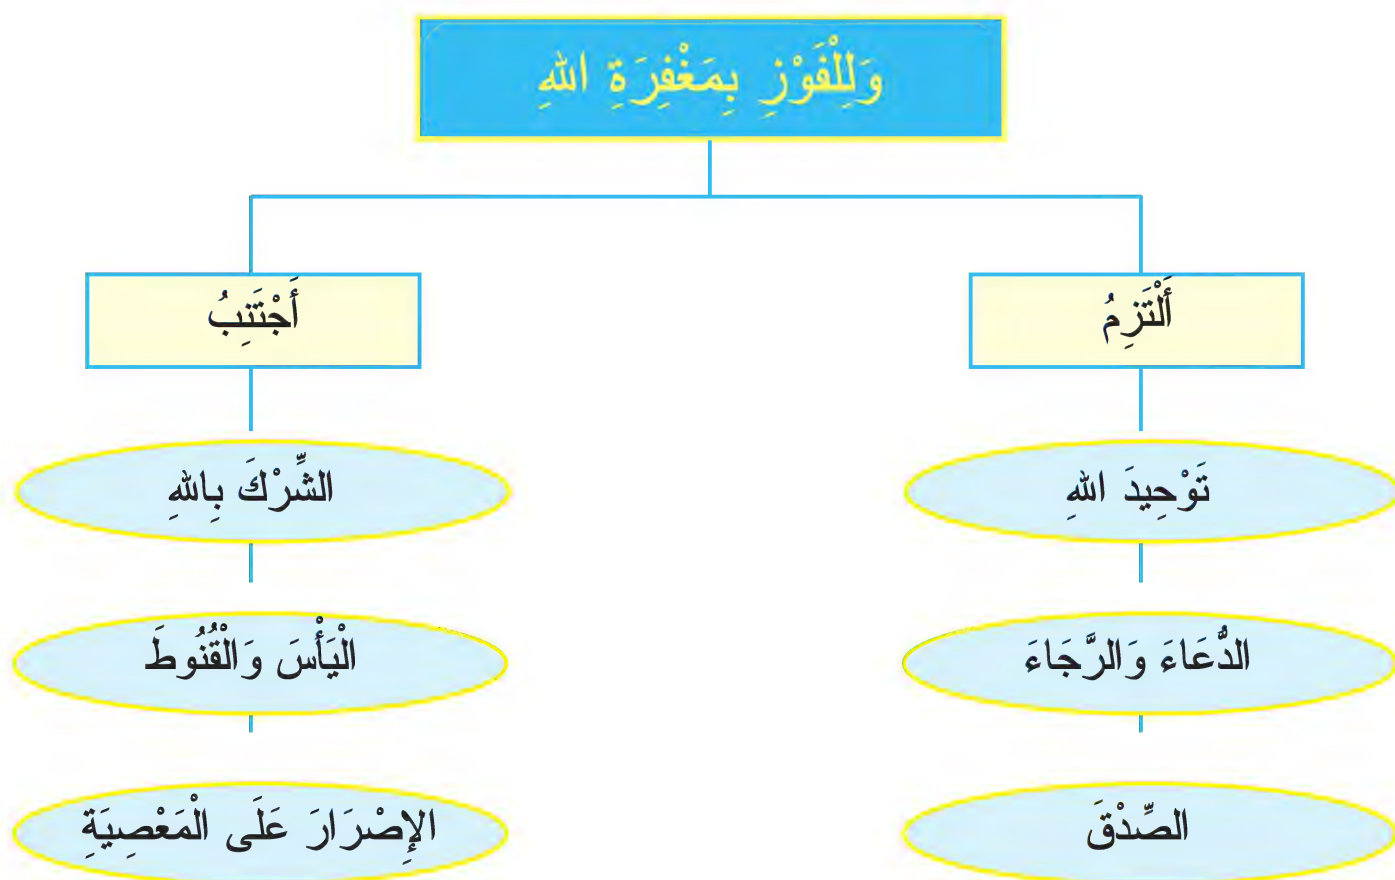 وَلِلْفَوْزِ بِمَغْفِرَةِ اللهِ
أَلْتَزِمُ
تَوْحِيدَ اللهِ
الدُّعَاءَ وَالرَّجَاءَ
الصِّدْقَ
أَجْتَنِبُ
الشِّرْكَ بِاللهِ
الْيَأْسَ وَالْقُنُوطَ
الإِصْرَارَ عَلَى الْمَعْصِيَةِ